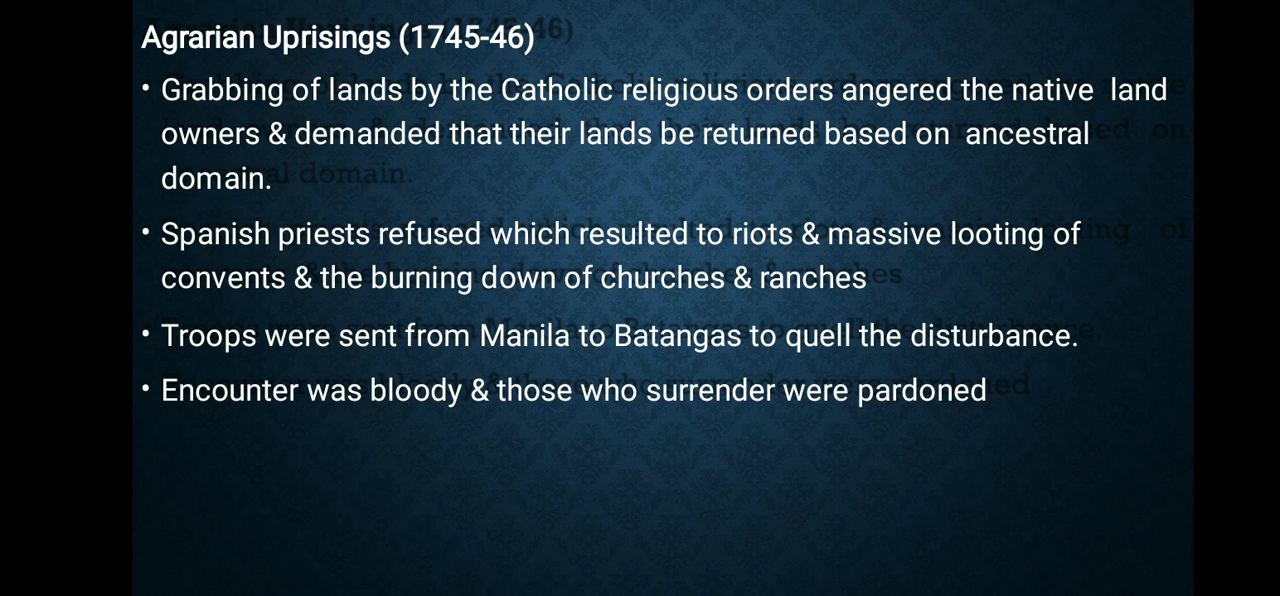 Agrarian Uprisings (1745-46)
• Grabbing of lands by the Catholic religious orders angered the native land
owners & demanded that their lands be returned based on ancestral
domain.
• Spanish priests refused which resulted to riots & massive looting of
convents & the burning down of churches & ranches
• Troops were sent from Manila to Batangas to quell the disturbance.
• Encounter was bloody & those who surrender were pardoned